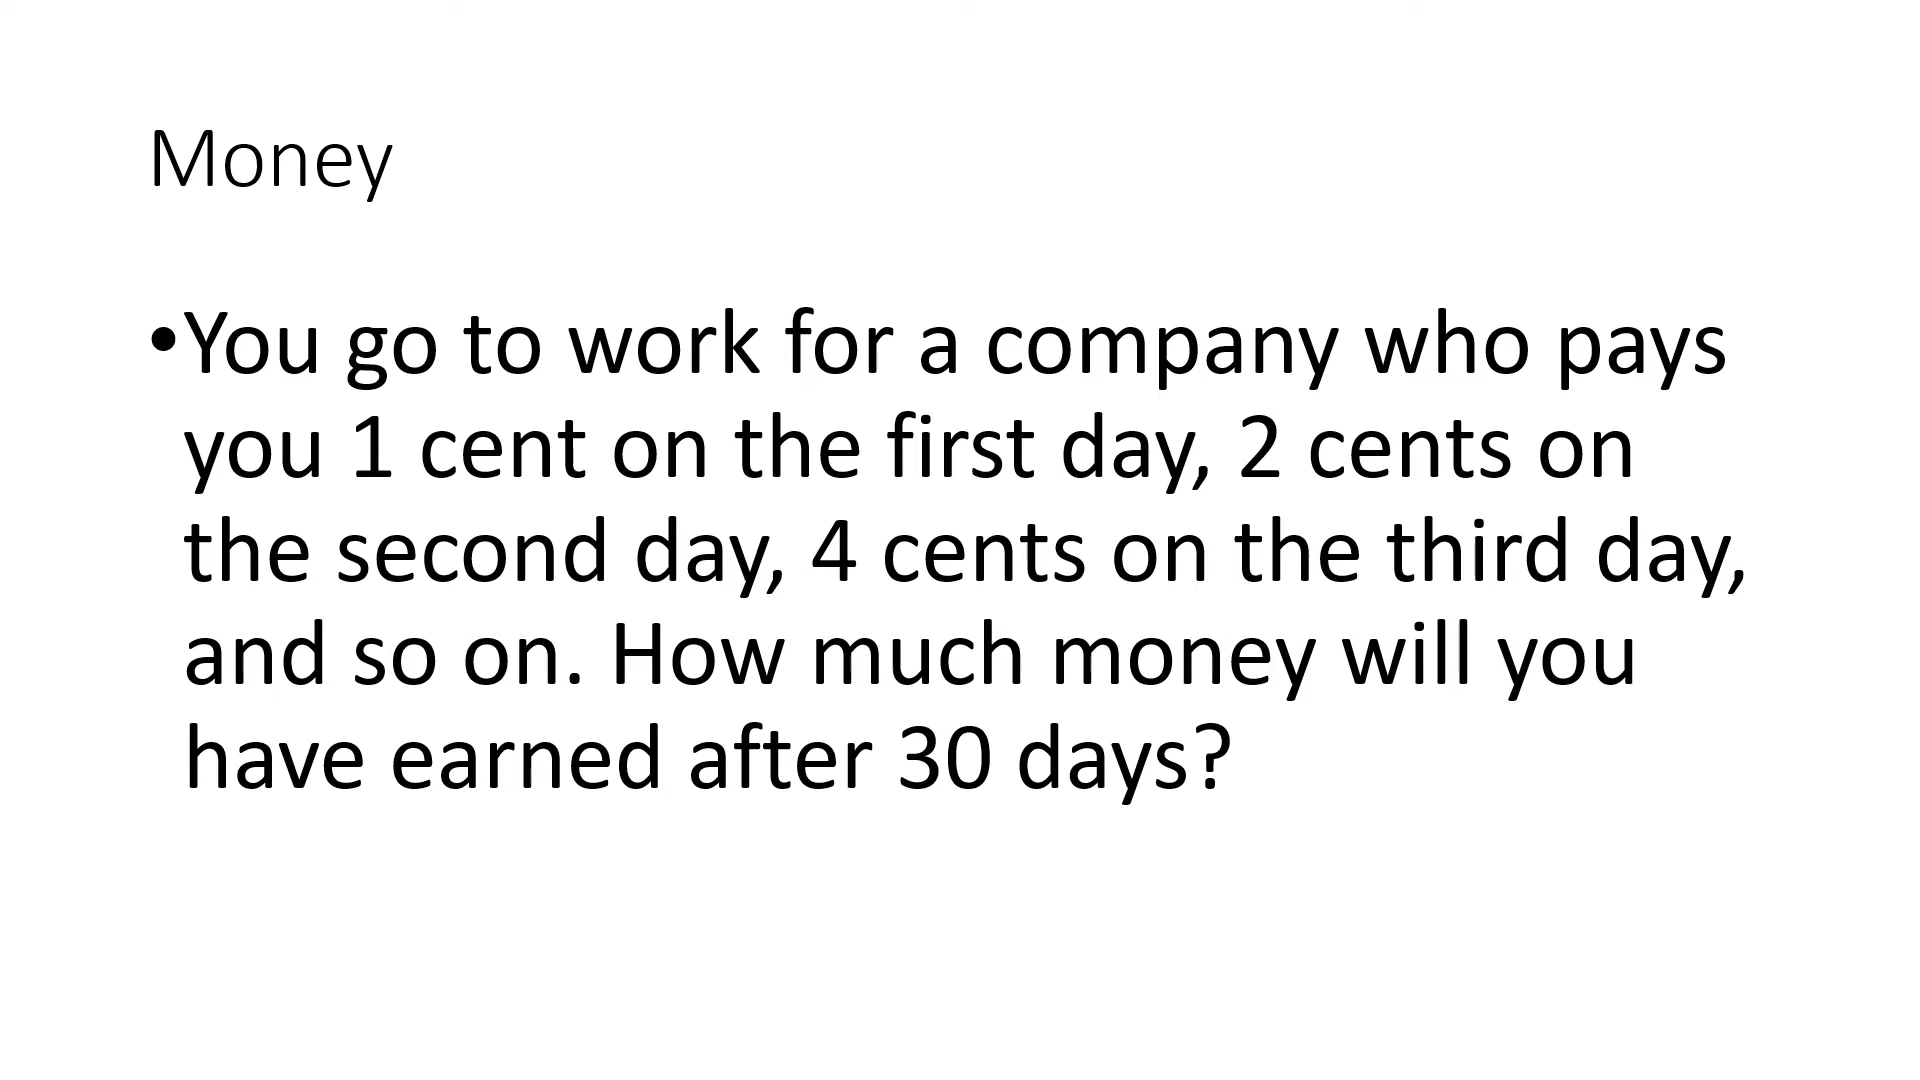 Money
•You go to work for a company who pays
you 1 cent on the first day, 2 cents on
the second day, 4 cents on the third day,
and so on. How much money will you
have earned after 30 days?